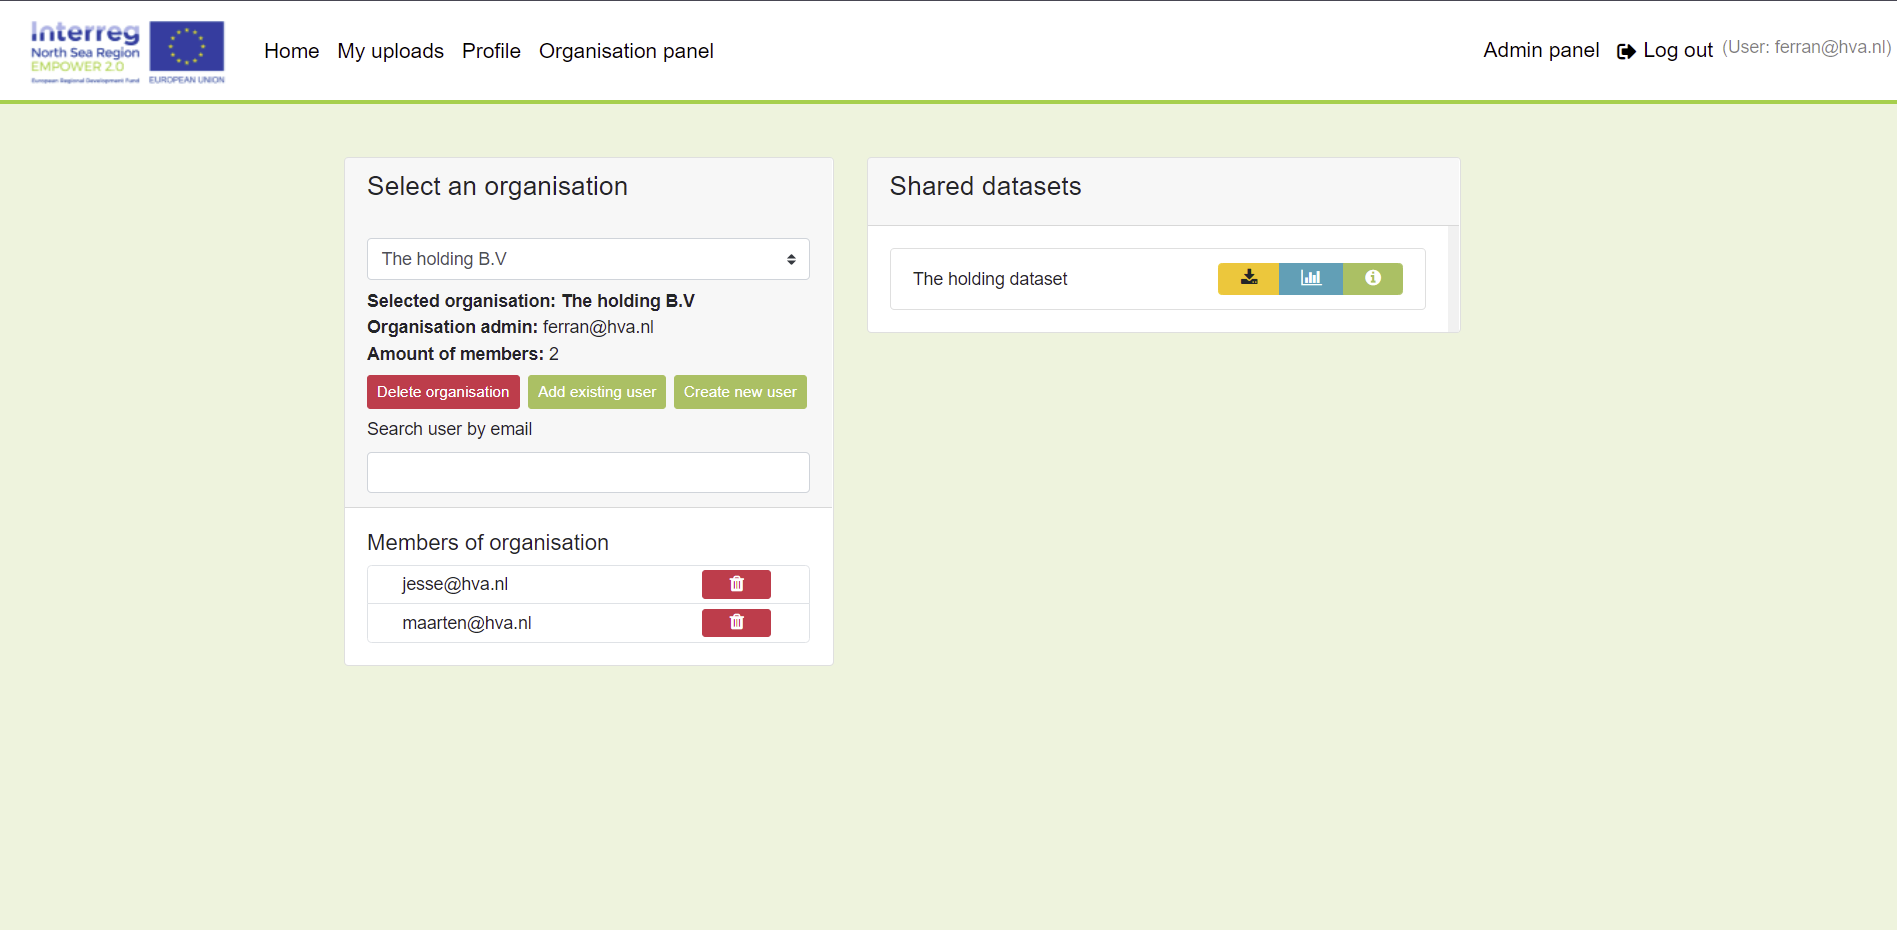 Interreg
North Sea Region
EMPOWER 2.0
European Regional Development Fund EUROPEAN UNION
Home My uploads Profile Organisation panel
Admin panel Log out (User: ferran@hva.nl)
Select an organisation
The holding B.V
Selected organisation: The holding B.V
Organisation admin: ferran@hva.nl
Amount of members: 2
Delete organisation Add existing user Create new user
Search user by email
Members of organisation
jesse@hva.nl
maarten@hva.nl
Shared datasets
The holding dataset